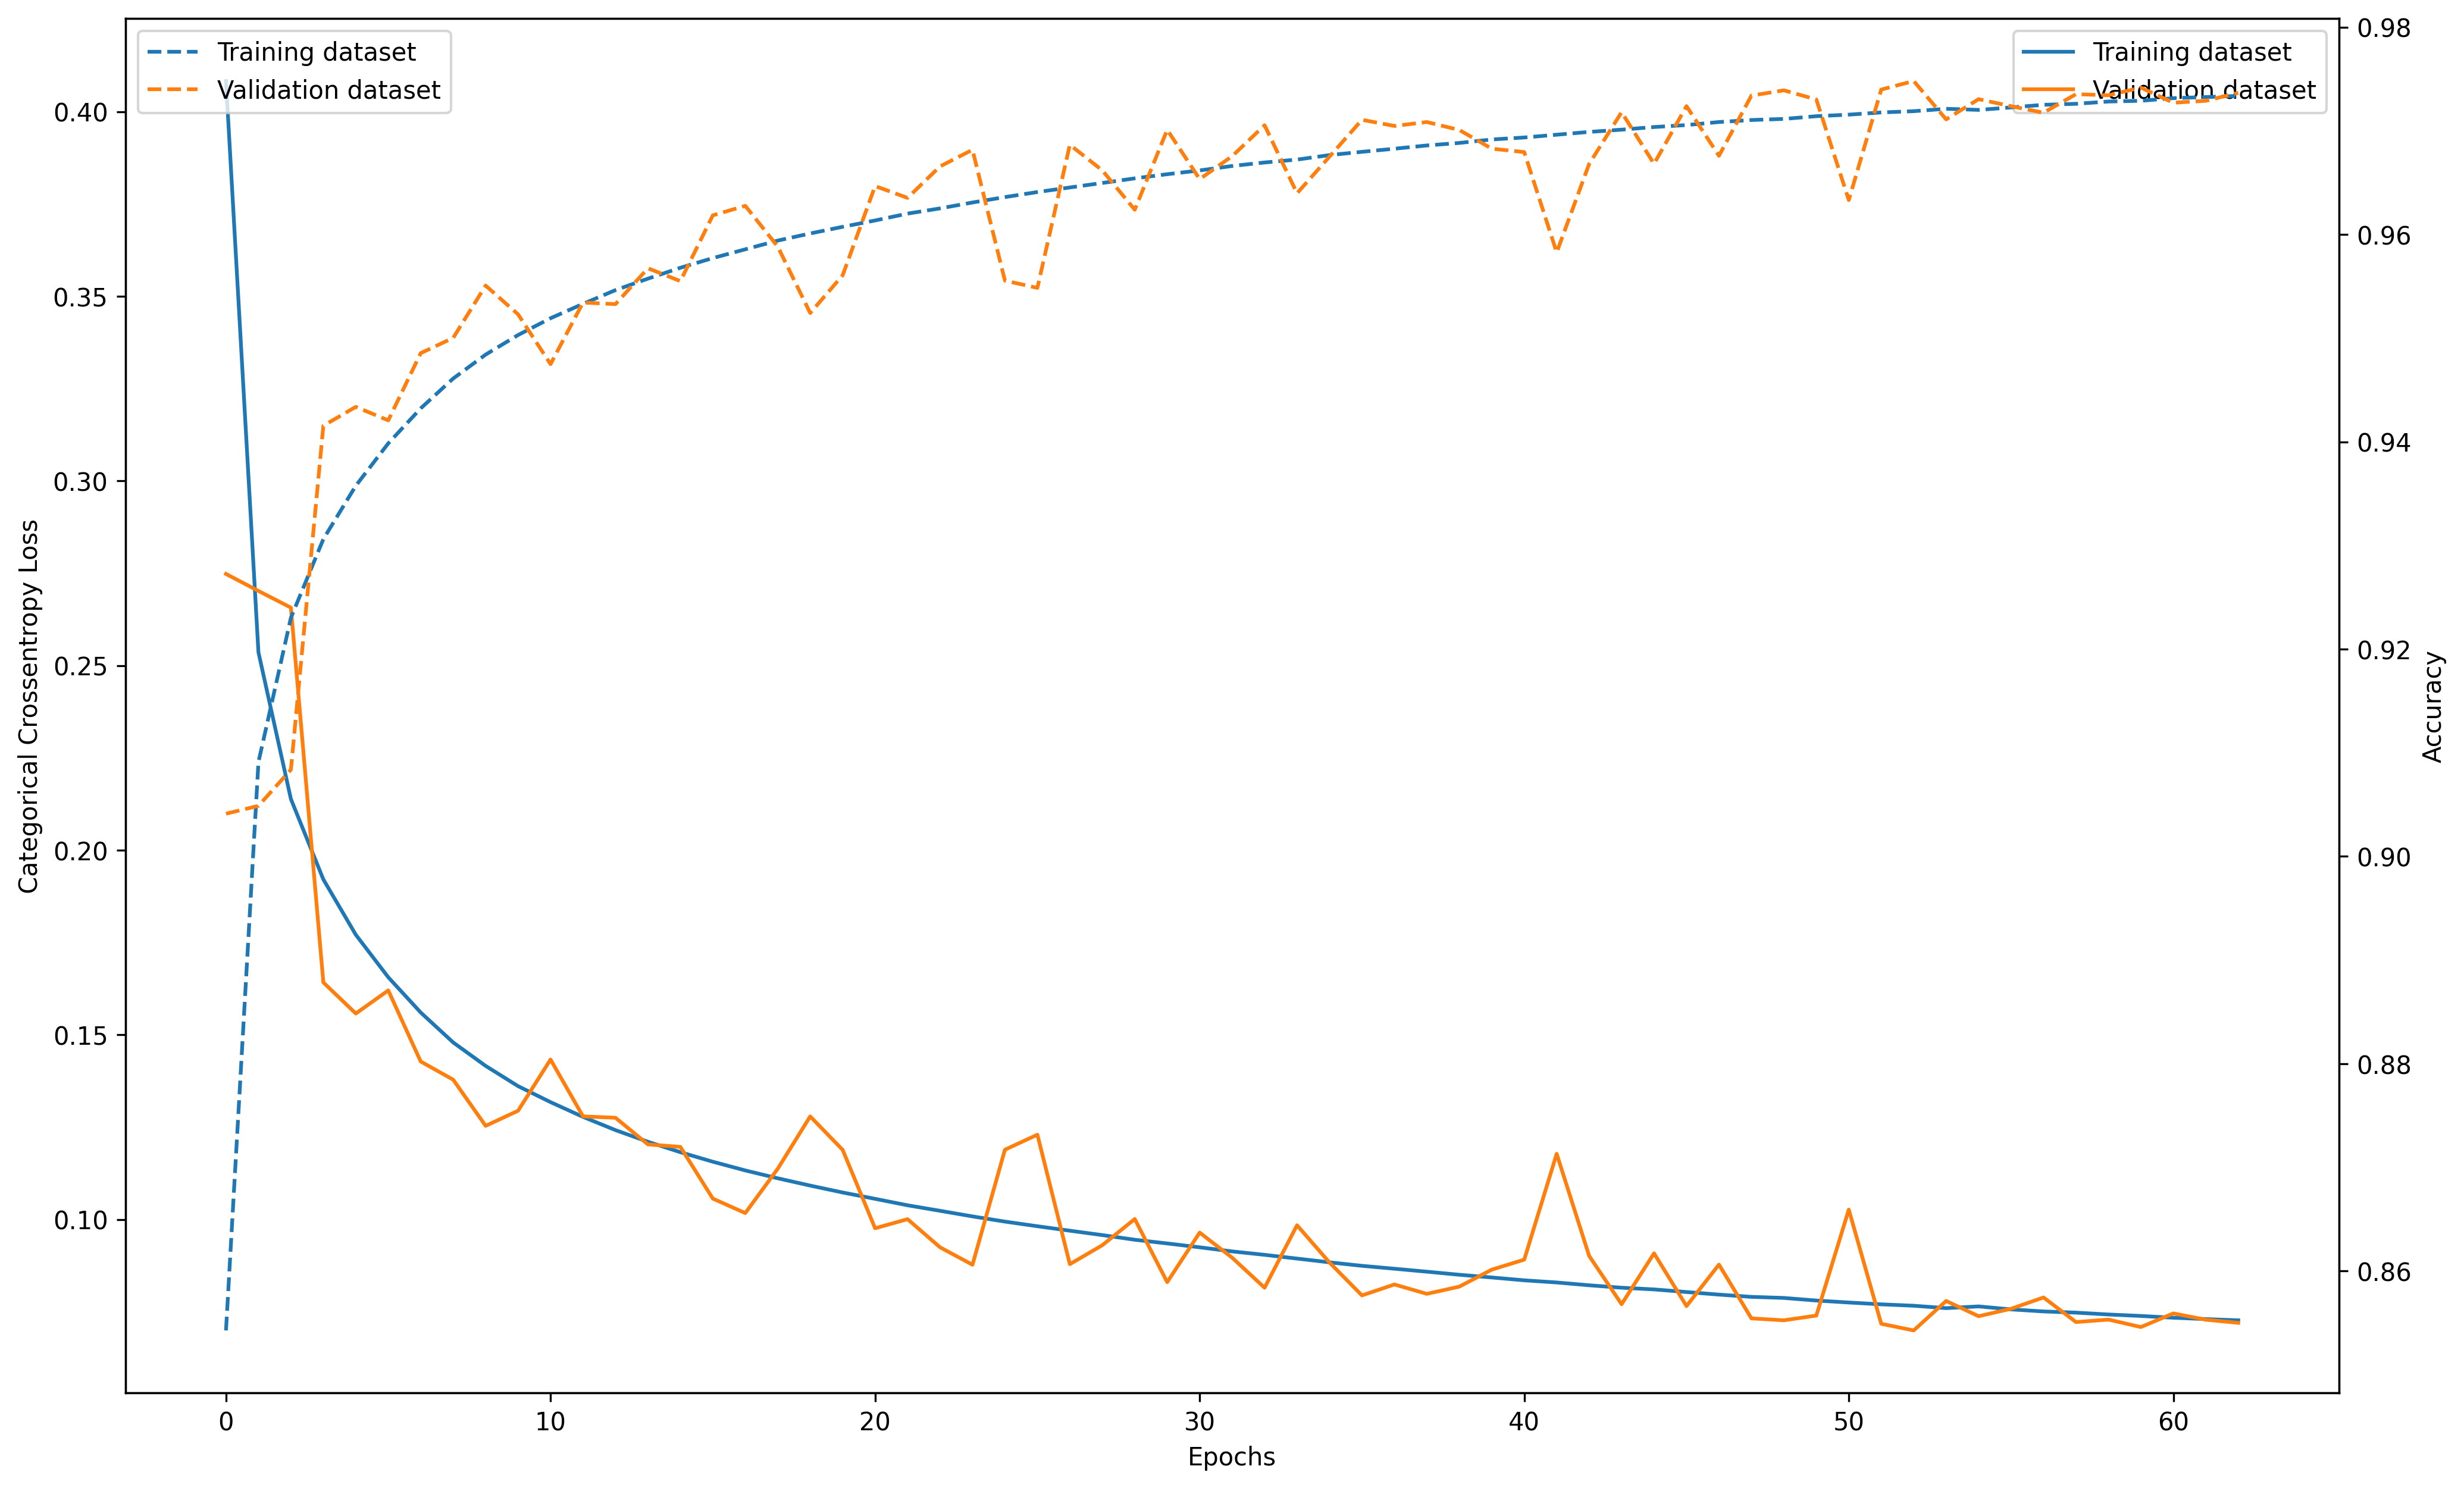 Training dataset
Validation dataset
Training dataset
Validation dataset
0.40
0.35
0.30
0.25
0.20
0.15
0.10
Categorical Crossentropy Loss
0.98
0.96
0.94
0.92
0.90
0.88
0.86
Accuracy
0 10 20 30 40 50 60
Epochs